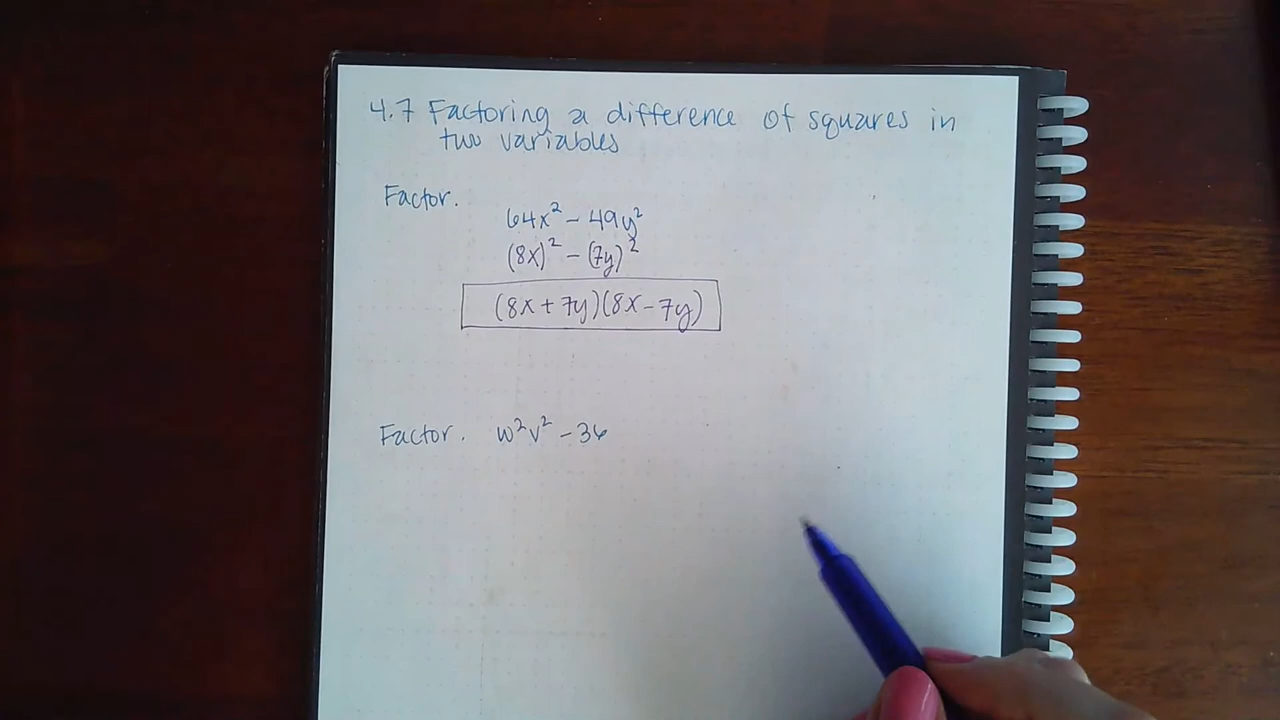 4.7 Factoring a difference of squares in
two variables
Factor.
64x² - 49y²
(8x)² - (7y)²
(8x + 7y)(8x - 7y)
Factor. w²v² - 36